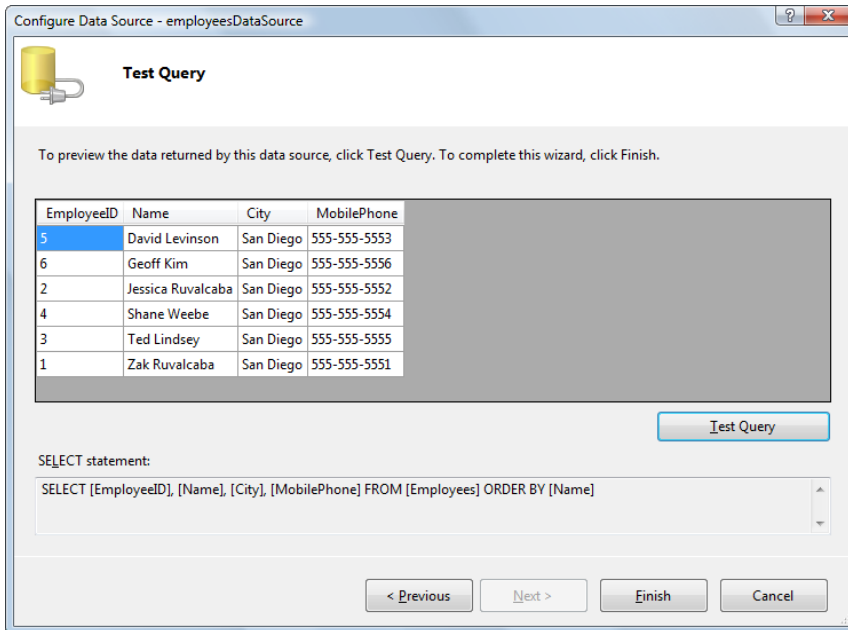 Configure Data Source - employeesDataSource
Test Query
To preview the data returned by this data source, click Test Query. To complete this wizard, click Finish.
EmployeeID Name City MobilePhone
5 David Levinson San Diego 555-555-5553
6 Geoff Kim San Diego 555-555-5556
2 Jessica Ruvalcaba San Diego 555-555-5552
4 Shane Weebe San Diego 555-555-5554
3 Ted Lindsey San Diego 555-555-5555
1 Zak Ruvalcaba San Diego 555-555-5551
Test Query
SELECT statement:
SELECT [EmployeeID], [Name], [City], [MobilePhone] FROM [Employees] ORDER BY [Name]
< Previous Next > Finish Cancel